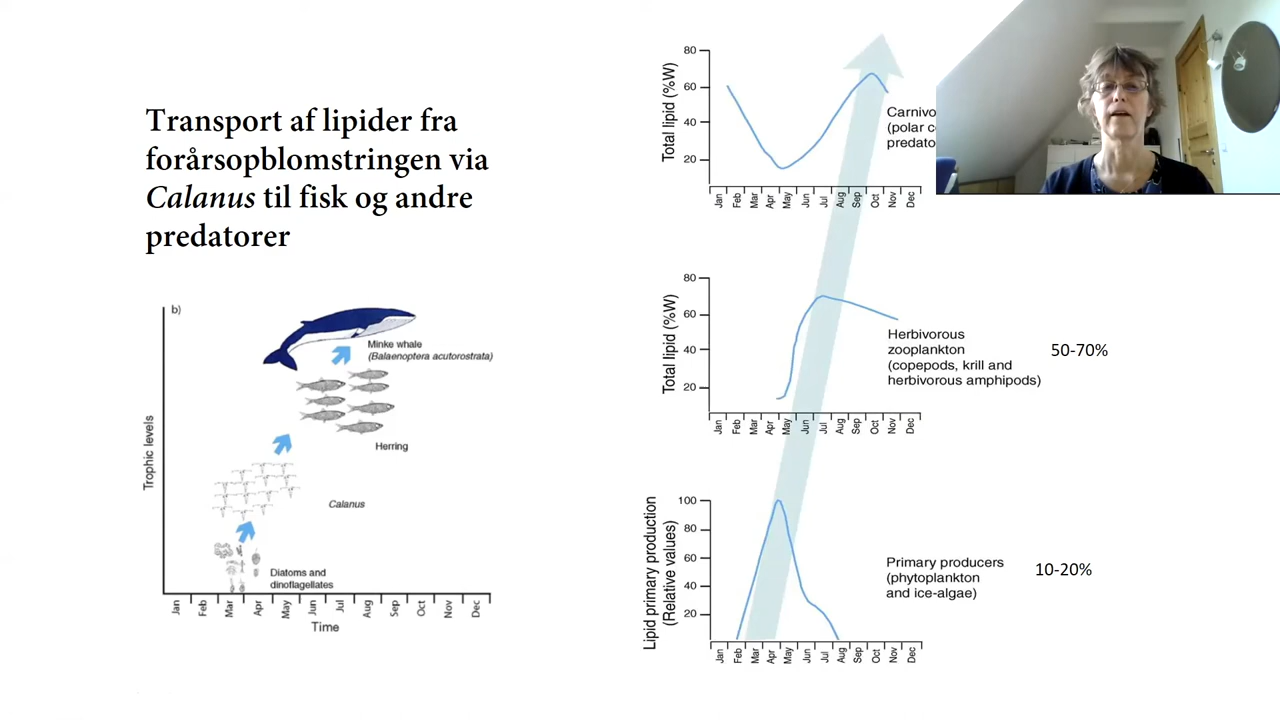 Transport af lipider fra
forårsopblomstringen via
Calanus til fisk og andre
predatorer
b)
Minke whale
(Balaenoptera acutorostrata)
Herring
Calanus
Diatoms and
dinoflagellates
Trophic levels
Jan Feb Mar Apr May Jun Jul Aug Sep Oct Nov Dec
Time
Total lipid (%W)
80
60
40
20
Jan Feb Mar Apr May Jun Jul Aug Sep Oct Nov Dec
(polar
Total lipid (%W)
80
60
40
20
Jan Feb Mar Apr May Jun Jul Aug Sep Oct Nov Dec
Herbivorous
zooplankton
(copepods, krill and
herbivorous amphipods)
50-70%
Lipid primary production
(Relative values)
100
80
60
40
20
Jan Feb Mar Apr May Jun Jul Aug Sep Oct Nov Dec
Primary producers
(phytoplankton
and ice-algae)
10-20%